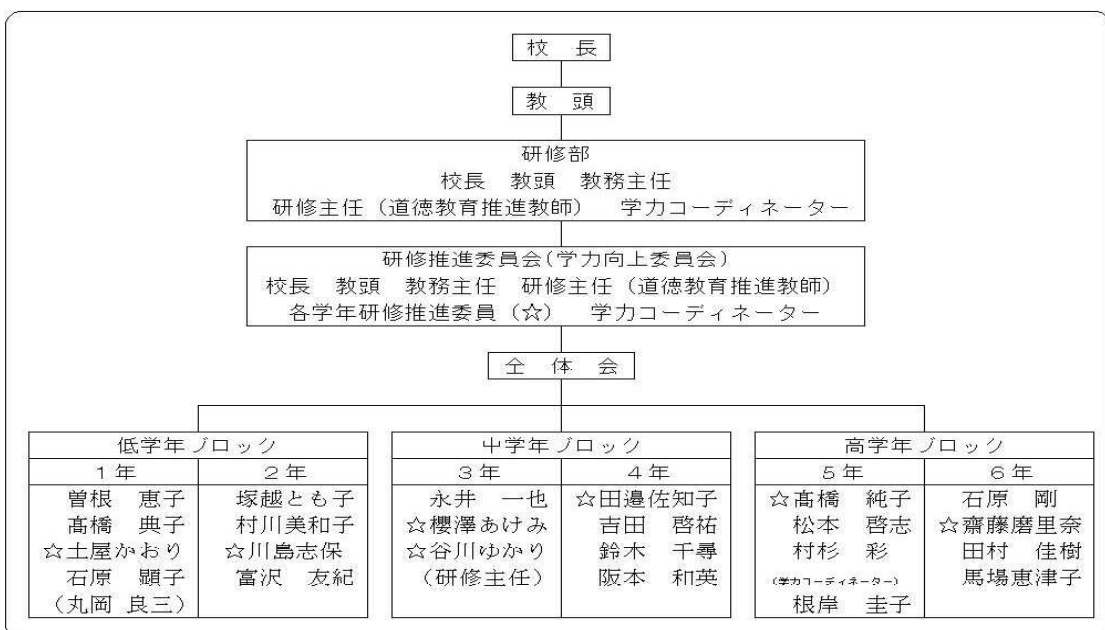 校　長
教　頭
研修部
校長　教頭　教務主任
研修主任（道徳教育推進教師）　学力コーディネーター
研修推進委員会(学力向上委員会)
校長　教頭　教務主任　研修主任（道徳教育推進教師）
各学年研修推進委員（☆）　学力コーディネーター
全　体　会
低学年ブロック
1年
曽根　恵子
髙橋　典子
☆土屋かおり
石原　顕子
（丸岡 良三）
2年
塚越とも子
村川美和子
☆川島志保
富沢　友紀
中学年ブロック
3年
永井　一也
☆櫻澤あけみ
☆谷川ゆかり
（研修主任）
4年
☆田邉佐知子
吉田　啓祐
鈴木　千尋
阪本　和英
高学年ブロック
5年
☆髙橋　純子
松本　啓志
村杉　彩
(学力コーディネーター)
根岸　圭子
6年
石原　剛
☆齋藤磨里奈
田村　佳樹
馬場恵津子